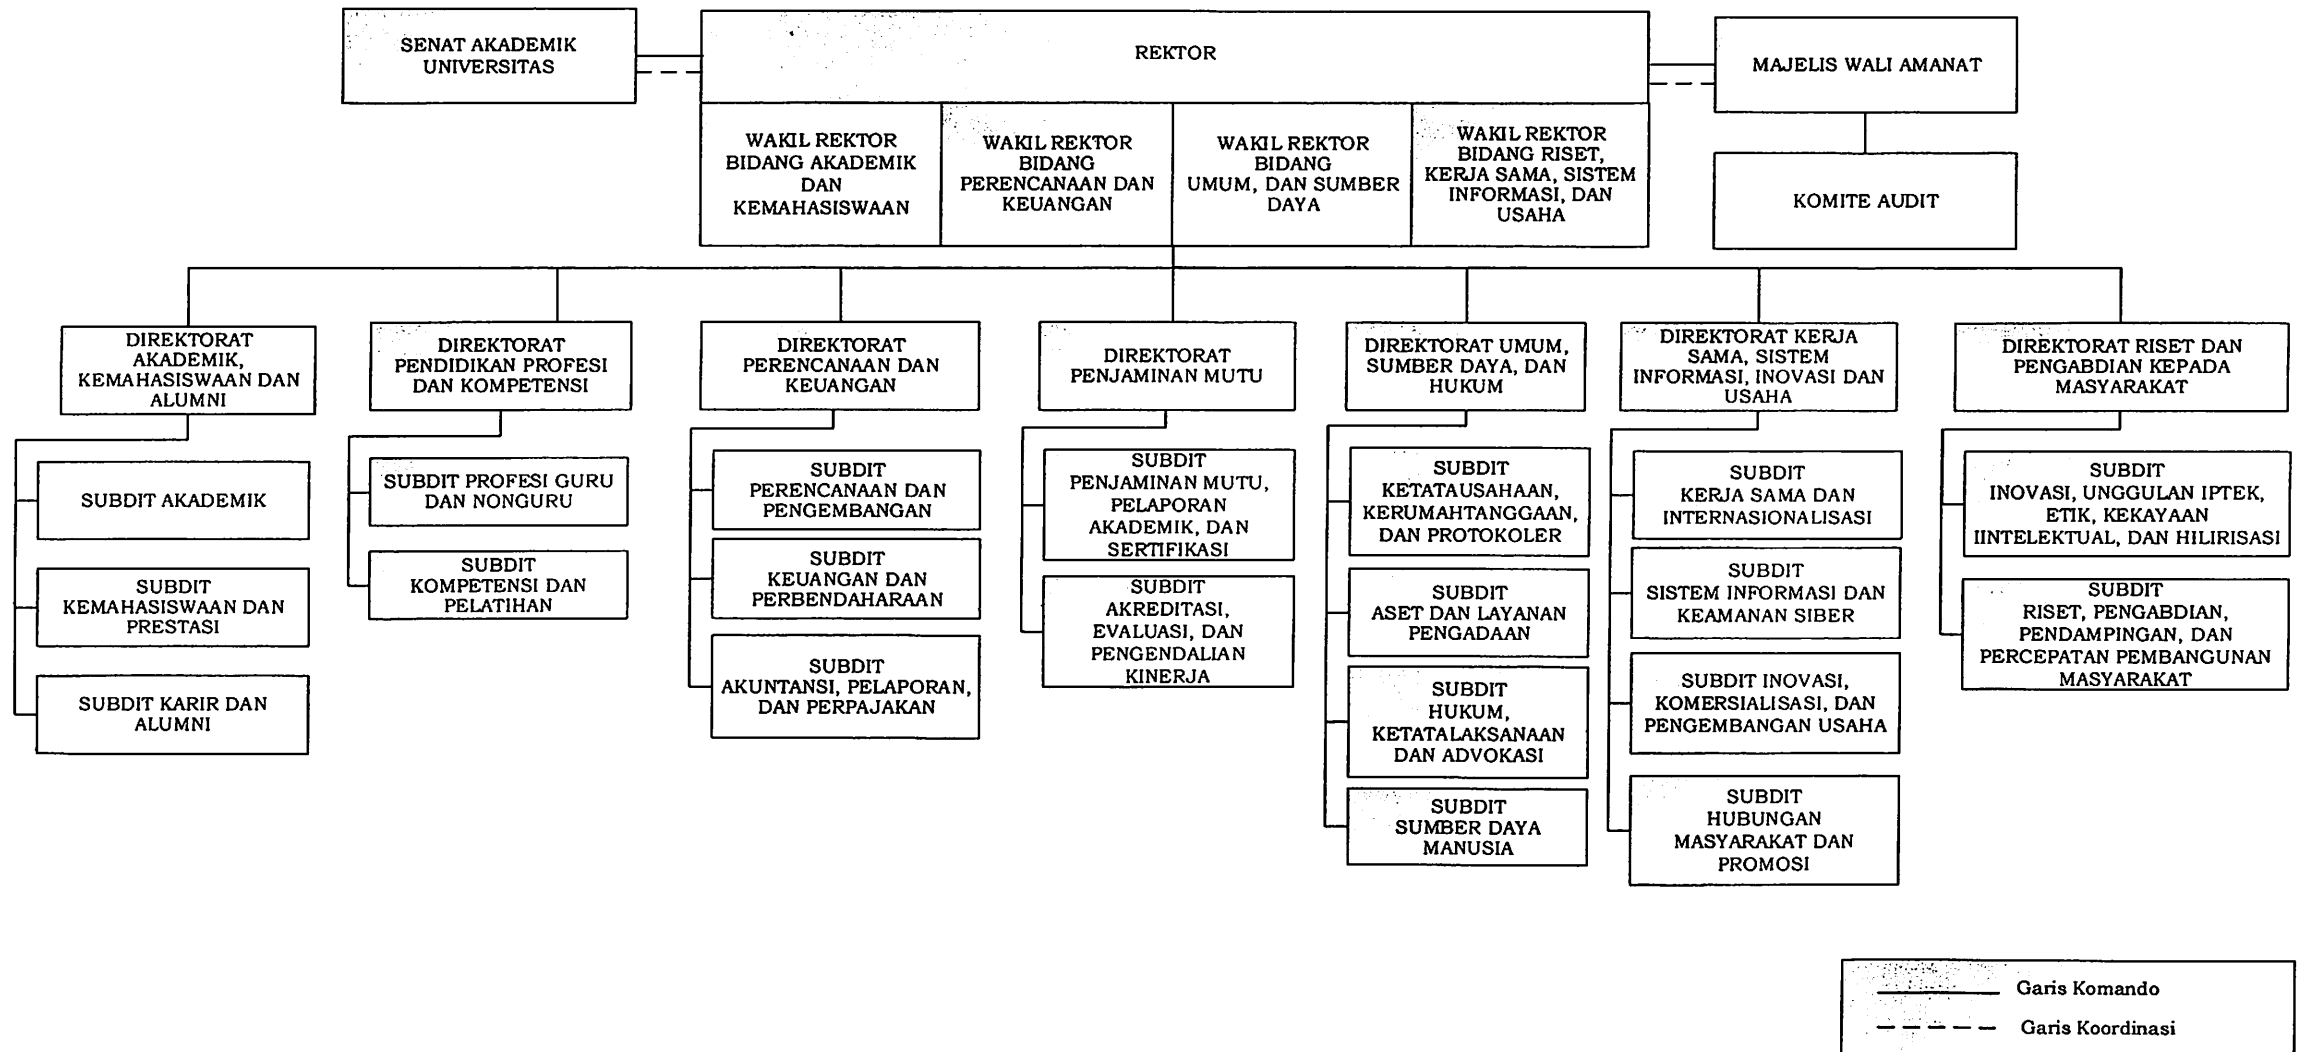 SENAT AKADEMIK
UNIVERSITAS
REKTOR
MAJELIS WALI AMANAT
KOMITE AUDIT
WAKIL REKTOR
BIDANG AKADEMIK
DAN
KEMAHASISWAAN
WAKIL REKTOR
BIDANG
PERENCANAAN DAN
KEUANGAN
WAKIL REKTOR
BIDANG
UMUM, DAN SUMBER
DAYA
WAKIL REKTOR
BIDANG RISET,
KERJA SAMA, SISTEM
INFORMASI, DAN
USAHA
DIREKTORAT
AKADEMIK,
KEMAHASISWAAN DAN
ALUMNI
SUBDIT AKADEMIK
SUBDIT
KEMAHASISWAAN DAN
PRESTASI
SUBDIT KARIR DAN
ALUMNI
DIREKTORAT
PENDIDIKAN PROFESI
DAN KOMPETENSI
SUBDIT PROFESI GURU
DAN NONGURU
SUBDIT
KOMPETENSI DAN
PELATIHAN
DIREKTORAT
PERENCANAAN DAN
KEUANGAN
SUBDIT
PERENCANAAN DAN
PENGEMBANGAN
SUBDIT
KEUANGAN DAN
PERBENDAHARAAN
SUBDIT
AKUNTANSI, PELAPORAN,
DAN PERPAJAKAN
DIREKTORAT
PENJAMINAN MUTU
SUBDIT
PENJAMINAN MUTU,
PELAPORAN
AKADEMIK, DAN
SERTIFIKASI
SUBDIT
AKREDITASI,
EVALUASI, DAN
PENGENDALIAN
KINERJA
DIREKTORAT UMUM,
SUMBER DAYA, DAN
HUKUM
SUBDIT
KETATAUSAHAAN,
KERUMAHTANGGAAN,
DAN PROTOKOLER
SUBDIT
ASET DAN LAYANAN
PENGADAAN
SUBDIT
HUKUM,
KETATALAKSANAAN
DAN ADVOKASI
SUBDIT
SUMBER DAYA
MANUSIA
DIREKTORAT KERJA
SAMA, SISTEM
INFORMASI, INOVASI DAN
USAHA
SUBDIT
KERJA SAMA DAN
INTERNASIONALISASI
SUBDIT
SISTEM INFORMASI DAN
KEAMANAN SIBER
SUBDIT INOVASI,
KOMERSIALISASI, DAN
PENGEMBANGAN USAHA
SUBDIT
HUBUNGAN
MASYARAKAT DAN
PROMOSI
DIREKTORAT RISET DAN
PENGABDIAN KEPADA
MASYARAKAT
SUBDIT
INOVASI, UNGGULAN IPTEK,
ETIK, KEKAYAAN
IINTELEKTUAL, DAN HILIRISASI
SUBDIT
RISET, PENGABDIAN,
PENDAMPINGAN, DAN
PERCEPATAN PEMBANGUNAN
MASYARAKAT
Garis Komando
Garis Koordinasi